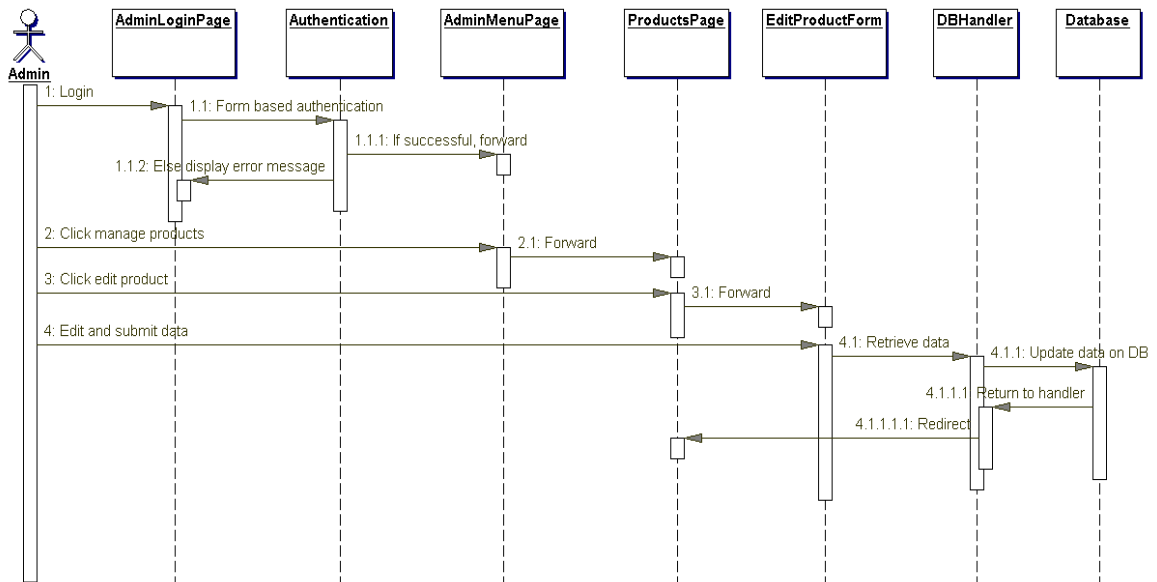 AdminLoginPage
Authentication
AdminMenuPage
ProductsPage
EditProductForm
DBHandler
Database
Admin
1: Login
1.1: Form based authentication
1.1.1: If successful, forward
1.1.2: Else display error message
2: Click manage products
2.1: Forward
3: Click edit product
3.1: Forward
4: Edit and submit data
4.1: Retrieve data
4.1.1: Update data on DB
4.1.1.1: Return to handler
4.1.1.1.1: Redirect